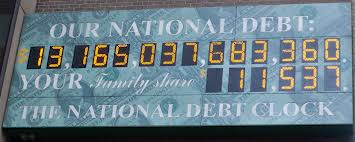 OUR NATIONAL DEBT:
$13,165,037,683,360.
YOUR Family share $11,537.
THE NATIONAL DEBT CLOCK